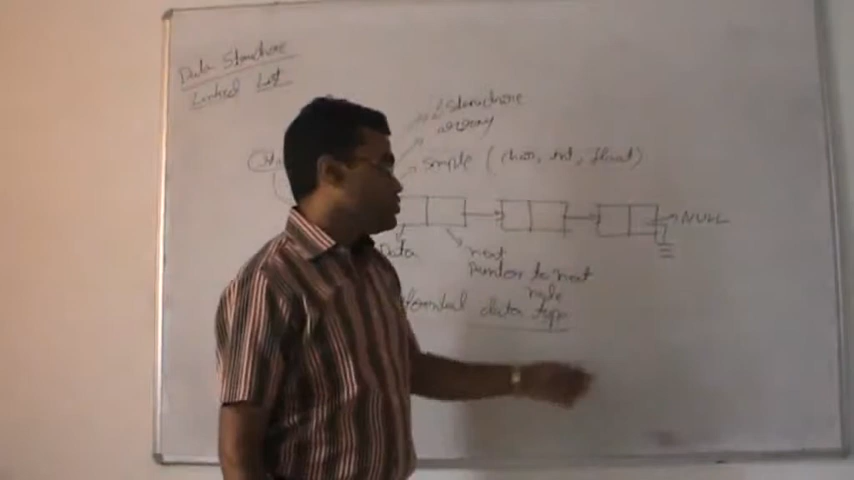 Data Structure
Linked List
structure
array
simple (char, int, float)
NULL
Data
next
Pointer to next
node
data type